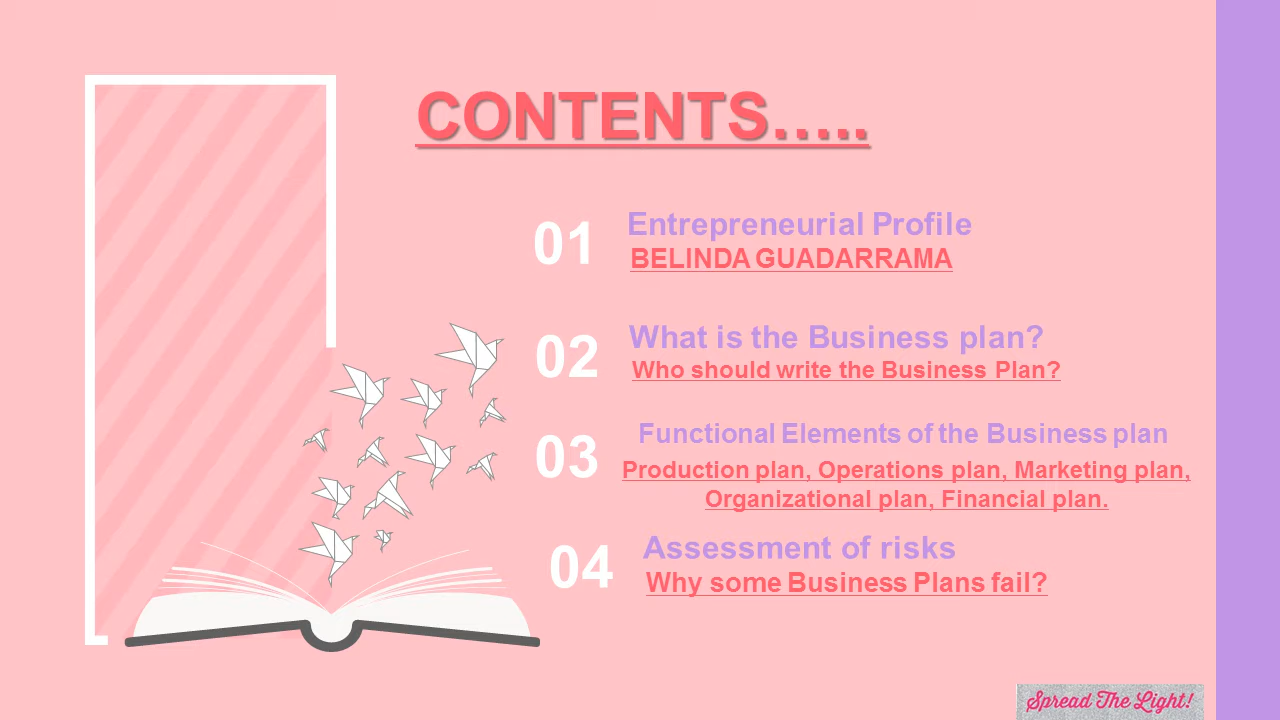 CONTENTS.....
01
Entrepreneurial Profile
BELINDA GUADARRAMA
02
What is the Business plan?
Who should write the Business Plan?
03
Functional Elements of the Business plan
Production plan, Operations plan, Marketing plan,
Organizational plan, Financial plan.
04
Assessment of risks
Why some Business Plans fail?
Spread The Light!